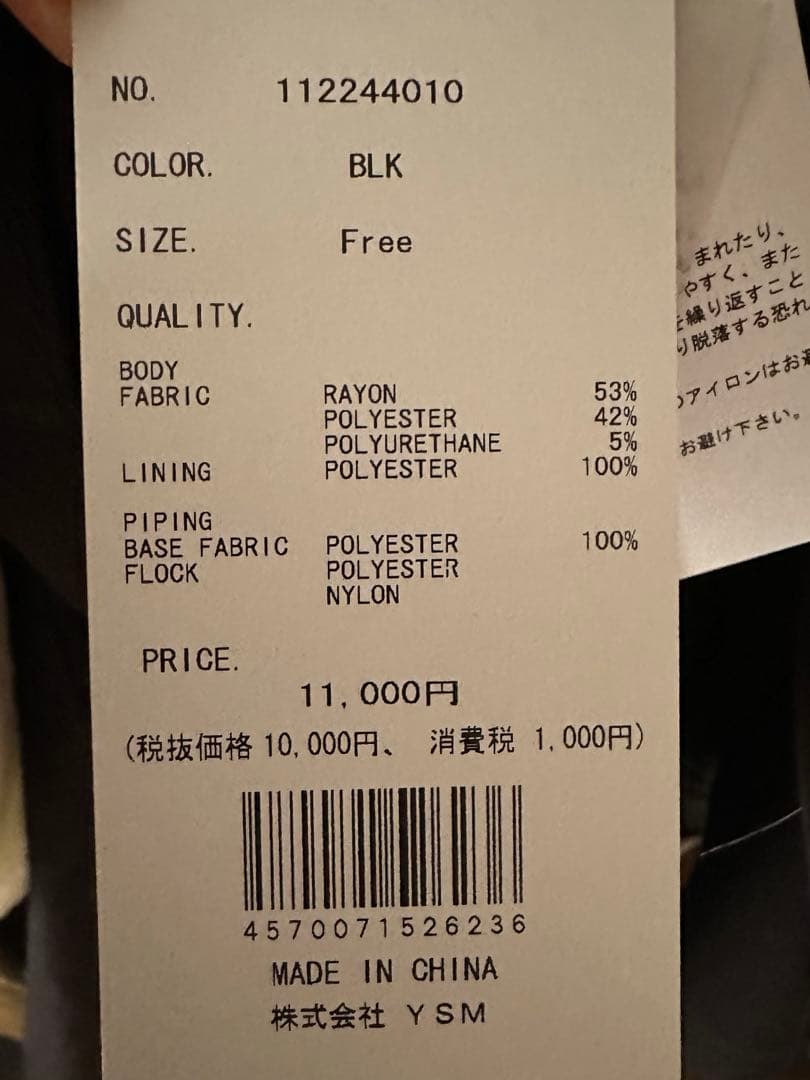 NO. 112244010
COLOR. BLK
SIZE. Free
QUALITY.
BODY
FABRIC RAYON 53%
POLYESTER 42%
POLYURETHANE 5%
LINING POLYESTER 100%
PIPING
BASE FABRIC POLYESTER 100%
FLOCK POLYESTER
NYLON
PRICE.
11,000円
(税抜価格 10,000円、 消費税 1,000円)
4570071526236
MADE IN CHINA
株式会社 YSM
まれたり、
やすく、また
を繰り返すこと
り脱落する恐れ
アイロンはお避
お避け下さい。